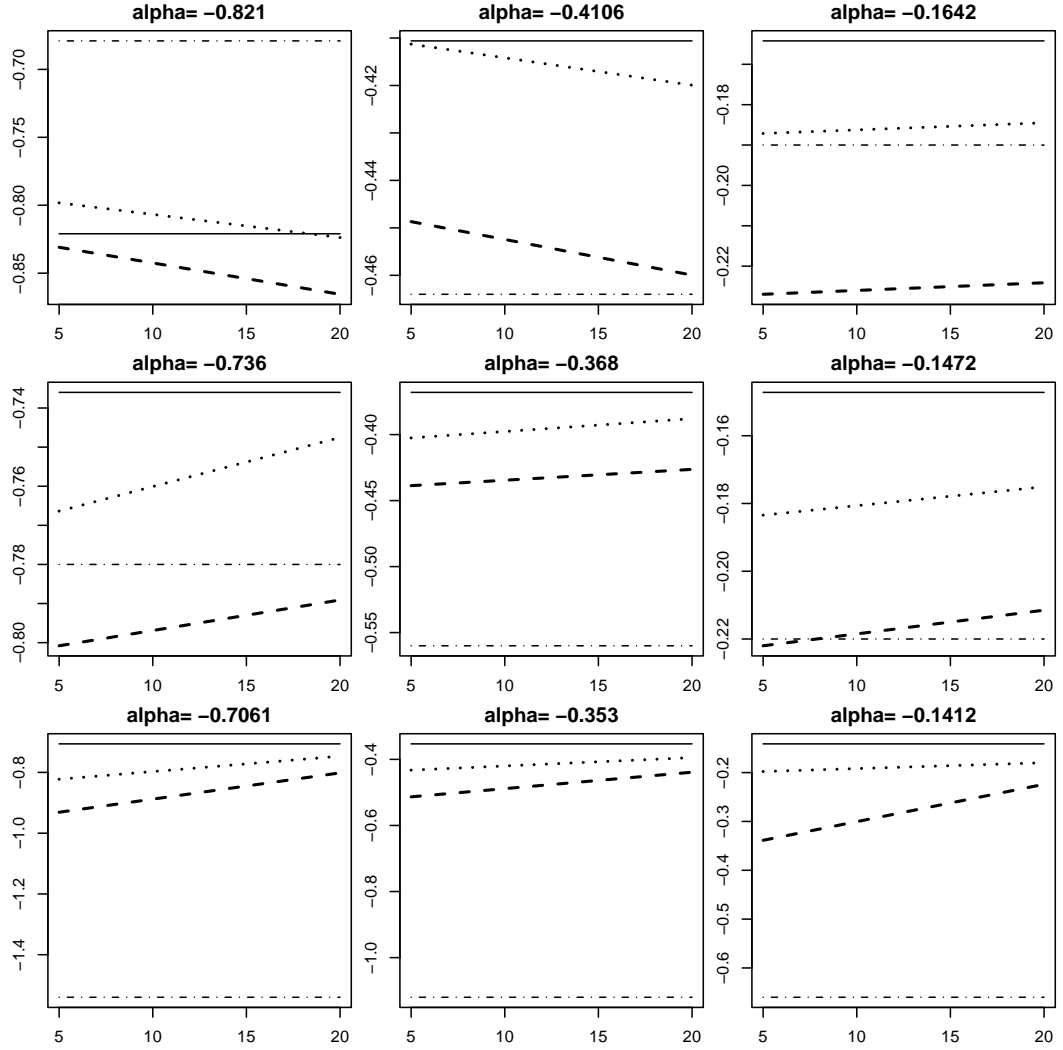 alpha= −0.821
−0.70
−0.75
−0.80
−0.85
5 10 15 20
alpha= −0.4106
−0.42
−0.44
−0.46
5 10 15 20
alpha= −0.1642
−0.18
−0.20
−0.22
5 10 15 20
alpha= −0.736
−0.74
−0.76
−0.78
−0.80
5 10 15 20
alpha= −0.368
−0.40
−0.45
−0.50
−0.55
5 10 15 20
alpha= −0.1472
−0.16
−0.18
−0.20
−0.22
5 10 15 20
alpha= −0.7061
−0.8
−1.0
−1.2
−1.4
5 10 15 20
alpha= −0.353
−0.4
−0.6
−0.8
−1.0
5 10 15 20
alpha= −0.1412
−0.2
−0.3
−0.4
−0.5
−0.6
5 10 15 20